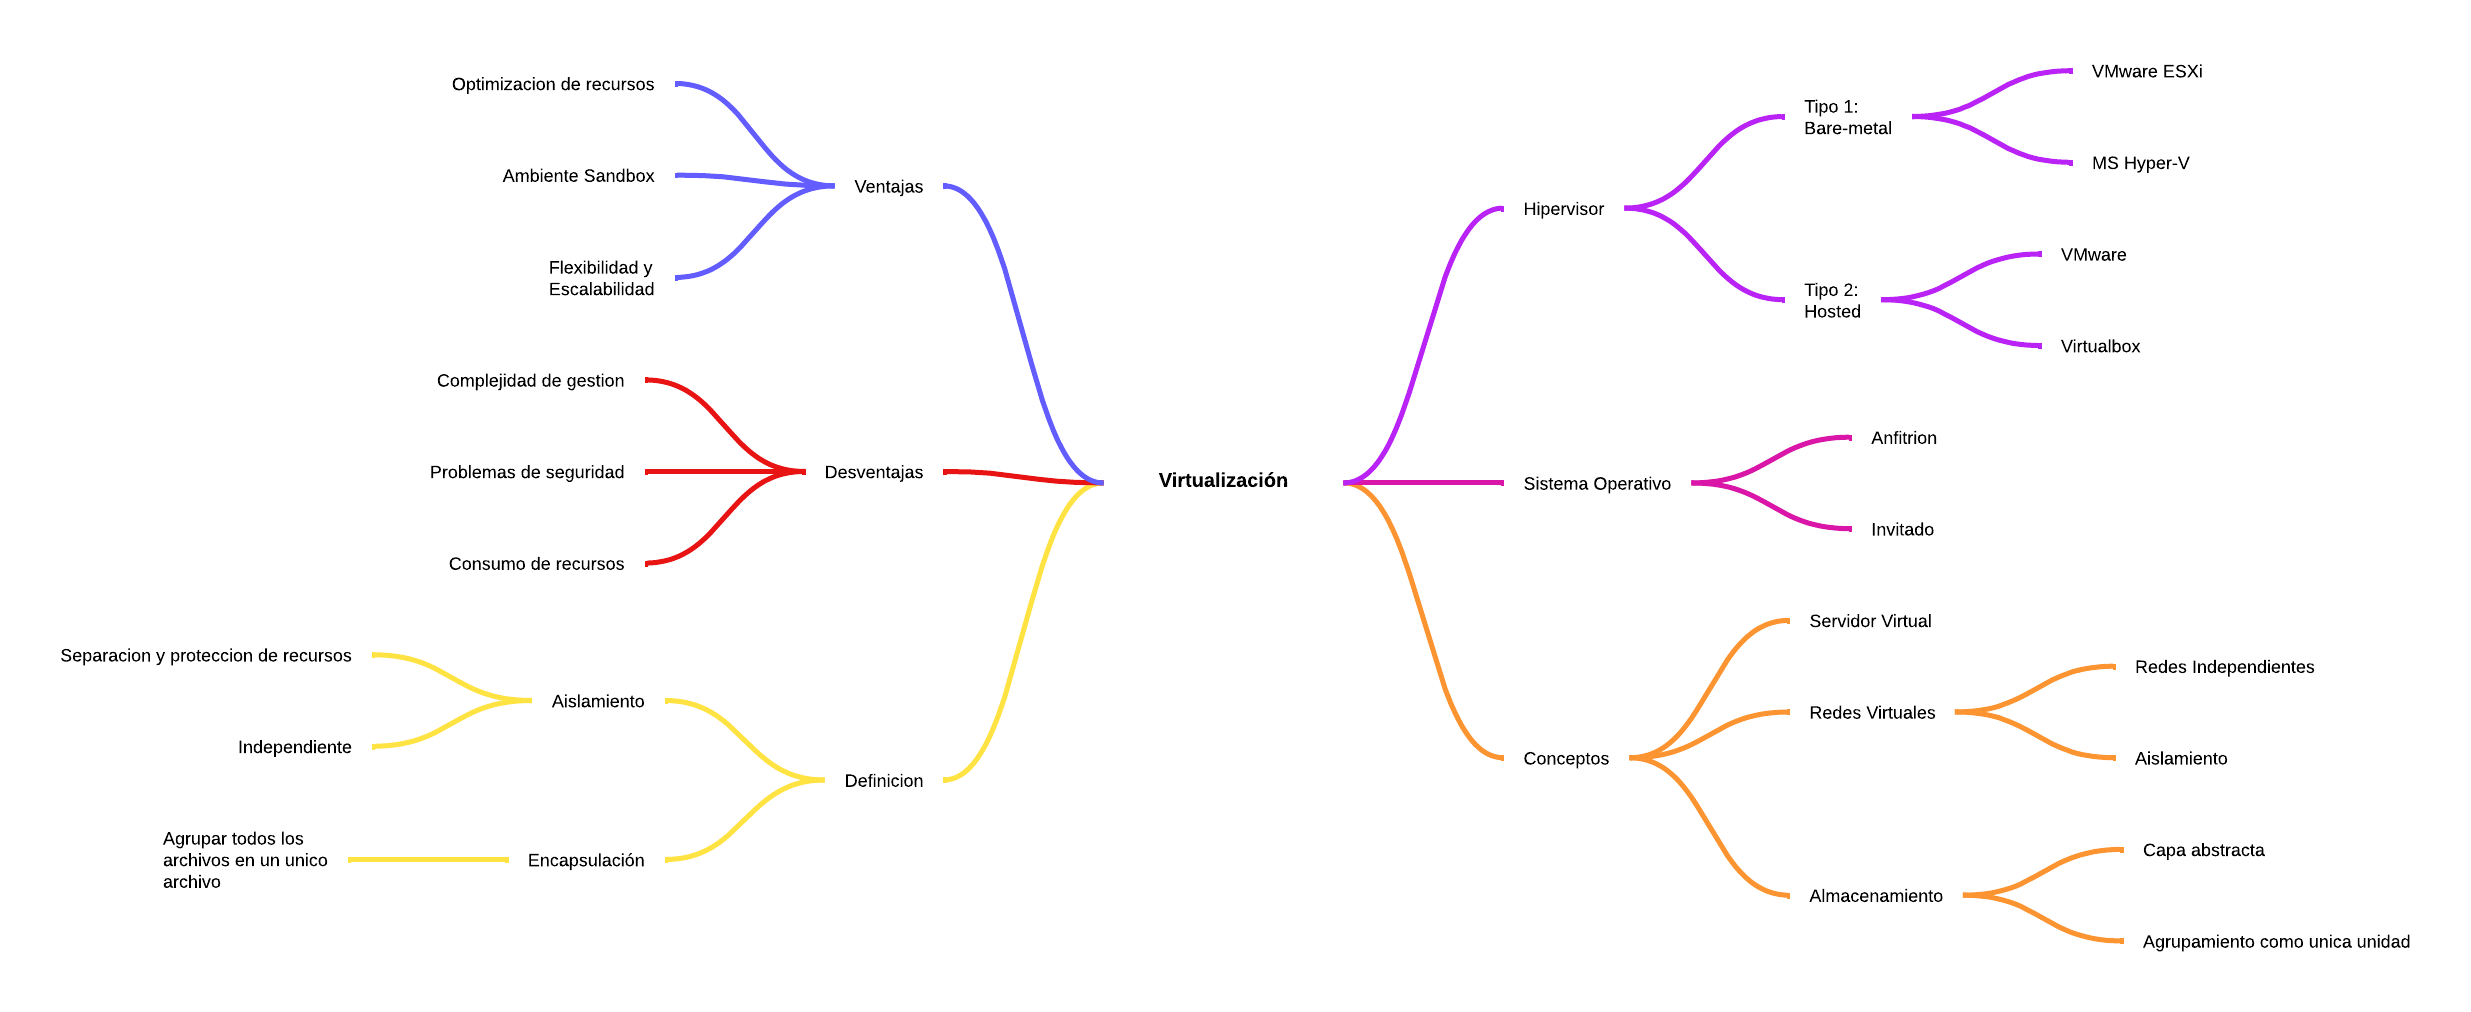 Virtualización
Ventajas
Optimizacion de recursos
Ambiente Sandbox
Flexibilidad y
Escalabilidad
Desventajas
Complejidad de gestion
Problemas de seguridad
Consumo de recursos
Definicion
Aislamiento
Separacion y proteccion de recursos
Independiente
Encapsulación
Agrupar todos los
archivos en un unico
archivo
Hipervisor
Tipo 1:
Bare-metal
VMware ESXi
MS Hyper-V
Tipo 2:
Hosted
VMware
Virtualbox
Sistema Operativo
Anfitrion
Invitado
Conceptos
Servidor Virtual
Redes Virtuales
Redes Independientes
Aislamiento
Almacenamiento
Capa abstracta
Agrupamiento como unica unidad